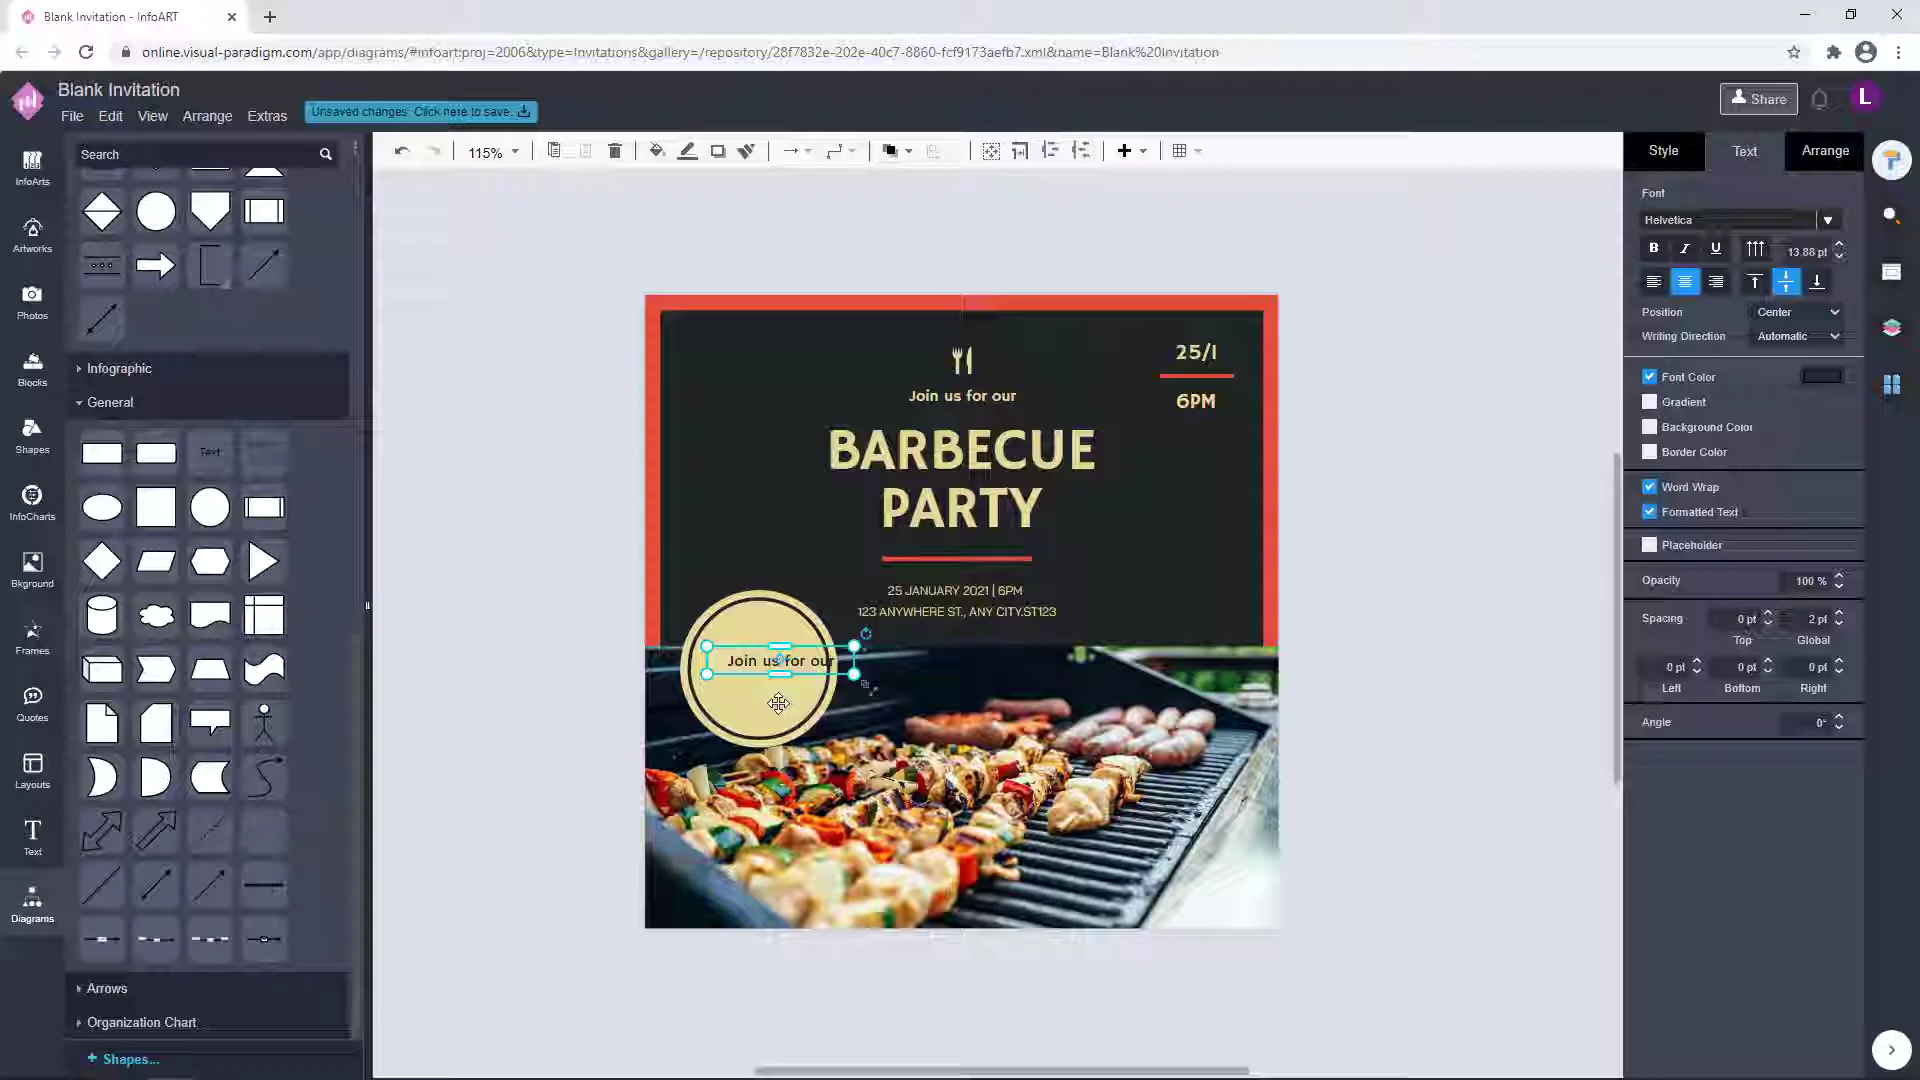 Blank Invitation - InfoART
online.visual-paradigm.com/app/diagrams/#infoart:proj=2006&type=Invitations&gallery=/repository/28f7832e-202e-40c7-8860-fcf9173aefb7.xml&name=Blank%20Invitation
Blank Invitation
File Edit View Arrange Extras
Unsaved changes. Click here to save.
Share
L
Search
115%
Style Text Arrange
InfoArts
Artworks
Photos
Blocks
Shapes
InfoCharts
Bkground
Frames
Quotes
Layouts
Text
Diagrams
Infographic
General
Text
Arrows
Organization Chart
+ Shapes...
25/1
6PM
Join us for our
BARBECUE
PARTY
25 JANUARY 2021 | 6PM
123 ANYWHERE ST., ANY CITY.ST123
Join us for our
Font
Helvetica
B I U 13.88 pt
Position Center
Writing Direction Automatic
Font Color
Gradient
Background Color
Border Color
Word Wrap
Formatted Text
Placeholder
Opacity 100 %
Spacing 0 pt 2 pt
Top Global
0 pt 0 pt 0 pt
Left Bottom Right
Angle 0°